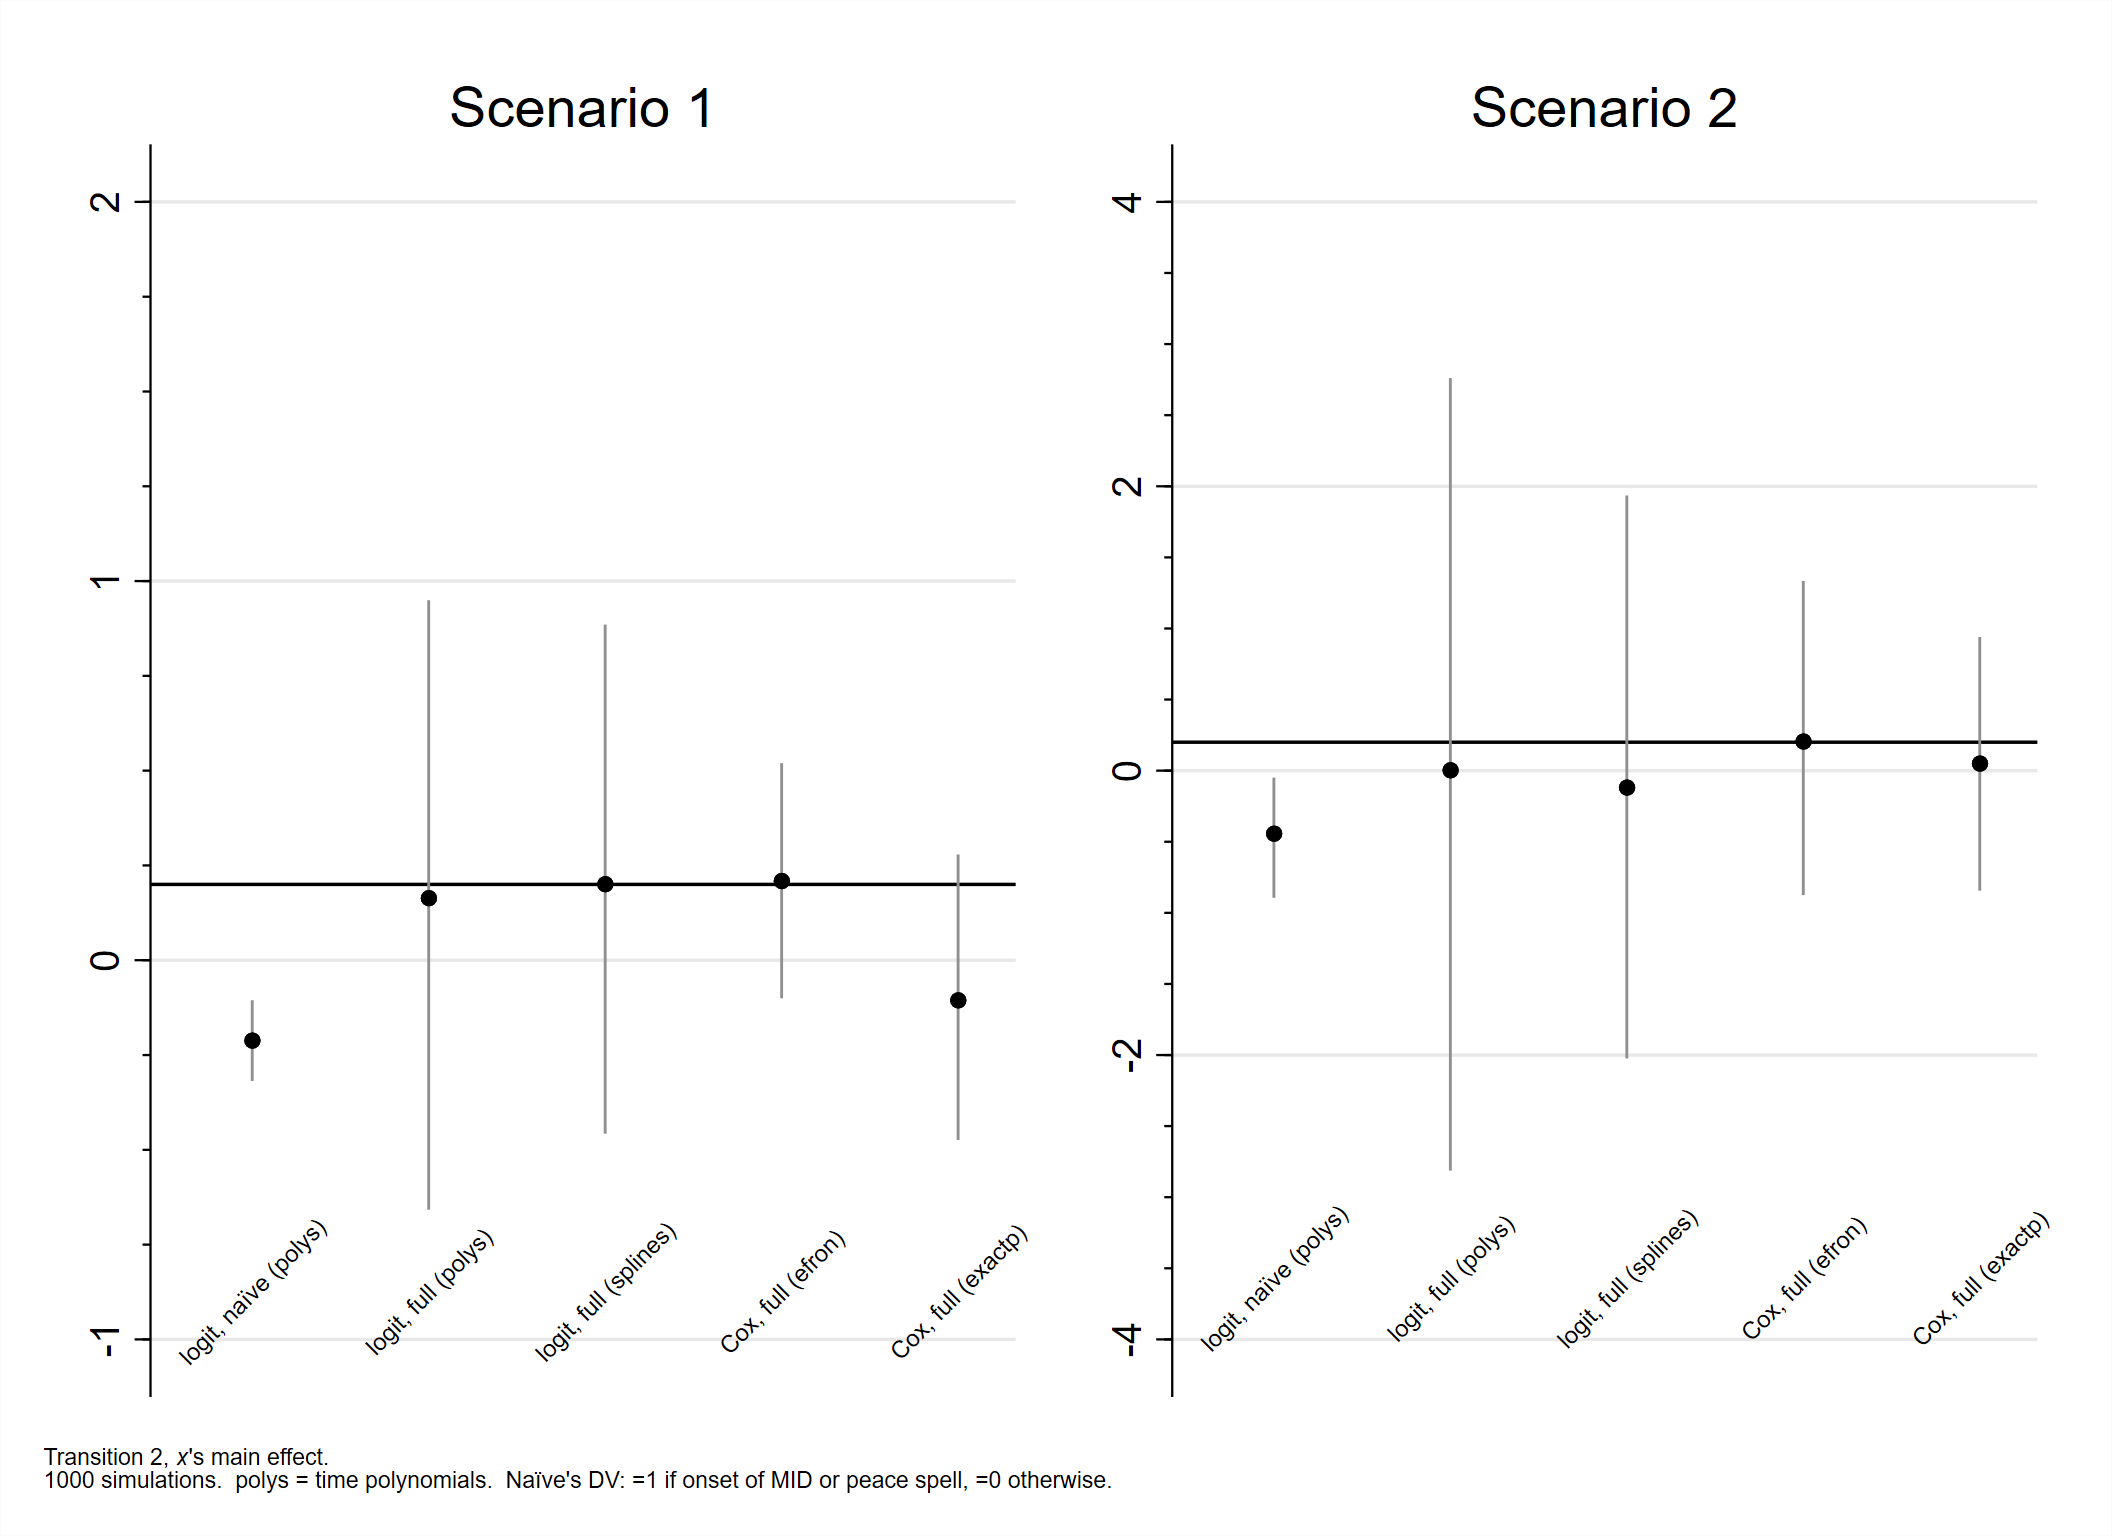 Scenario 1
2
1
0
-1
logit, naïve (polys)
logit, full (polys)
logit, full (splines)
Cox, full (efron)
Cox, full (exactp)
Scenario 2
4
2
0
-2
-4
logit, naïve (polys)
logit, full (polys)
logit, full (splines)
Cox, full (efron)
Cox, full (exactp)
Transition 2, x's main effect.
1000 simulations.  polys = time polynomials.  Naïve's DV: =1 if onset of MID or peace spell, =0 otherwise.